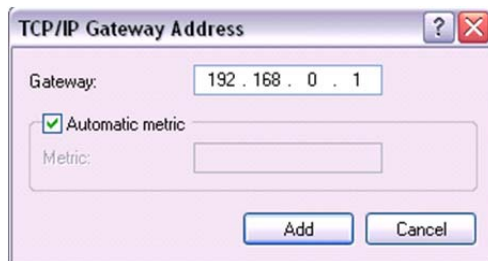 TCP/IP Gateway Address
?
Gateway: 192 . 168 . 0 . 1
Automatic metric
Metric:
Add Cancel